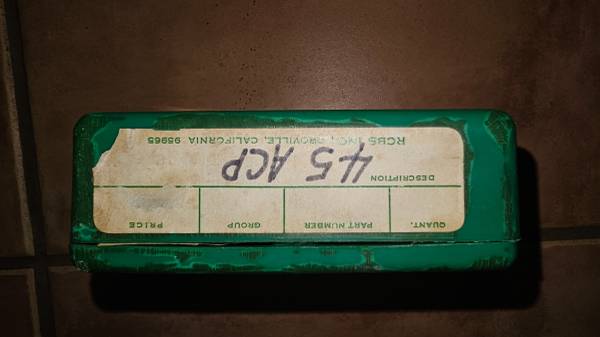 QUANT. PART NUMBER GROUP PRICE
DESCRIPTION 45 ACP
RCBS INC., OROVILLE, CALIFORNIA 95965